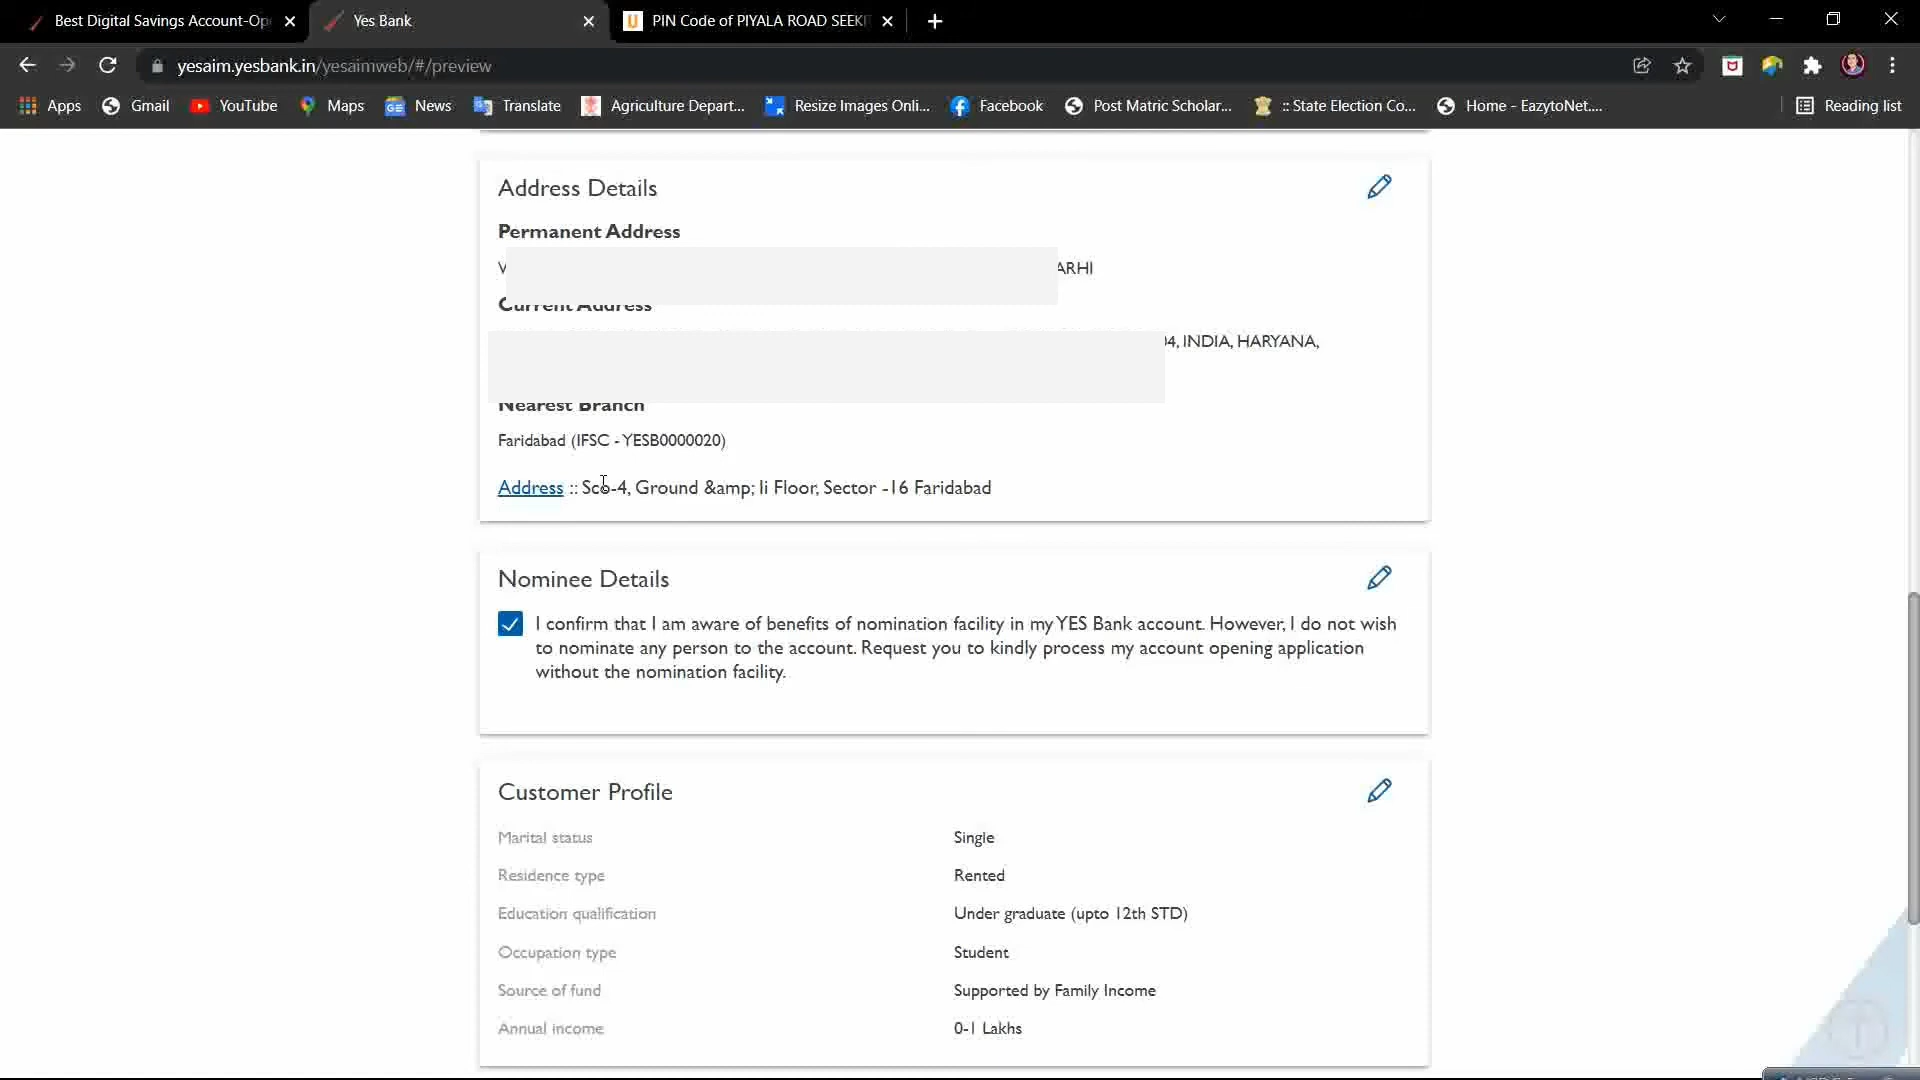 Best Digital Savings Account-Op
Yes Bank
PIN Code of PIYALA ROAD SEEKI
yesaim.yesbank.in/yesaimweb/#/preview
Apps
Gmail
YouTube
Maps
News
Translate
Agriculture Depart...
Resize Images Onli...
Facebook
Post Matric Scholar...
:: State Election Co...
Home - EazytoNet....
Reading list
Address Details
Permanent Address
ARHI
Current Address
04, INDIA, HARYANA,
Nearest Branch
Faridabad (IFSC - YESB0000020)
Address :: Sco-4, Ground &amp; Ii Floor, Sector -16 Faridabad
Nominee Details
I confirm that I am aware of benefits of nomination facility in my YES Bank account. However, I do not wish
to nominate any person to the account. Request you to kindly process my account opening application
without the nomination facility.
Customer Profile
Marital status Single
Residence type Rented
Education qualification Under graduate (upto 12th STD)
Occupation type Student
Source of fund Supported by Family Income
Annual income 0-1 Lakhs